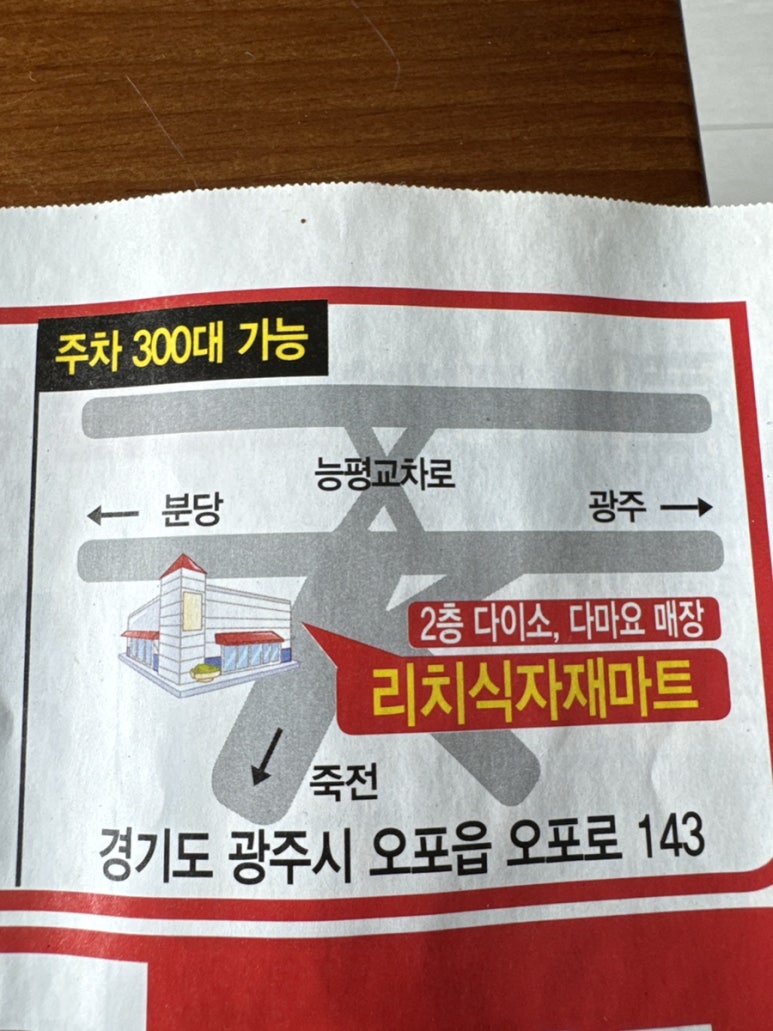 주차 300대 가능
능평교차로
← 분당
광주 →
2층 다이소, 다마요 매장
리치식자재마트
죽전
경기도 광주시 오포읍 오포로 143